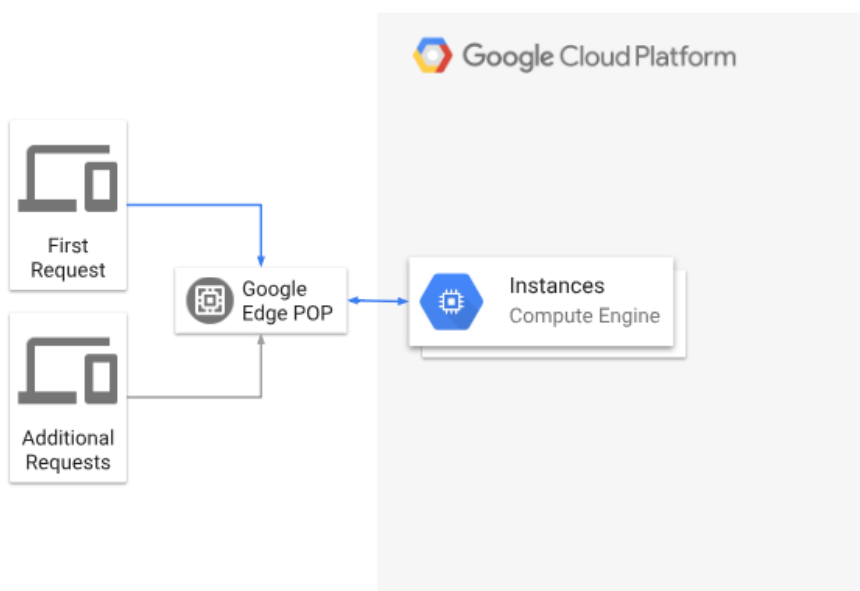 Google Cloud Platform
First
Request
Google
Edge POP
Instances
Compute Engine
Additional
Requests